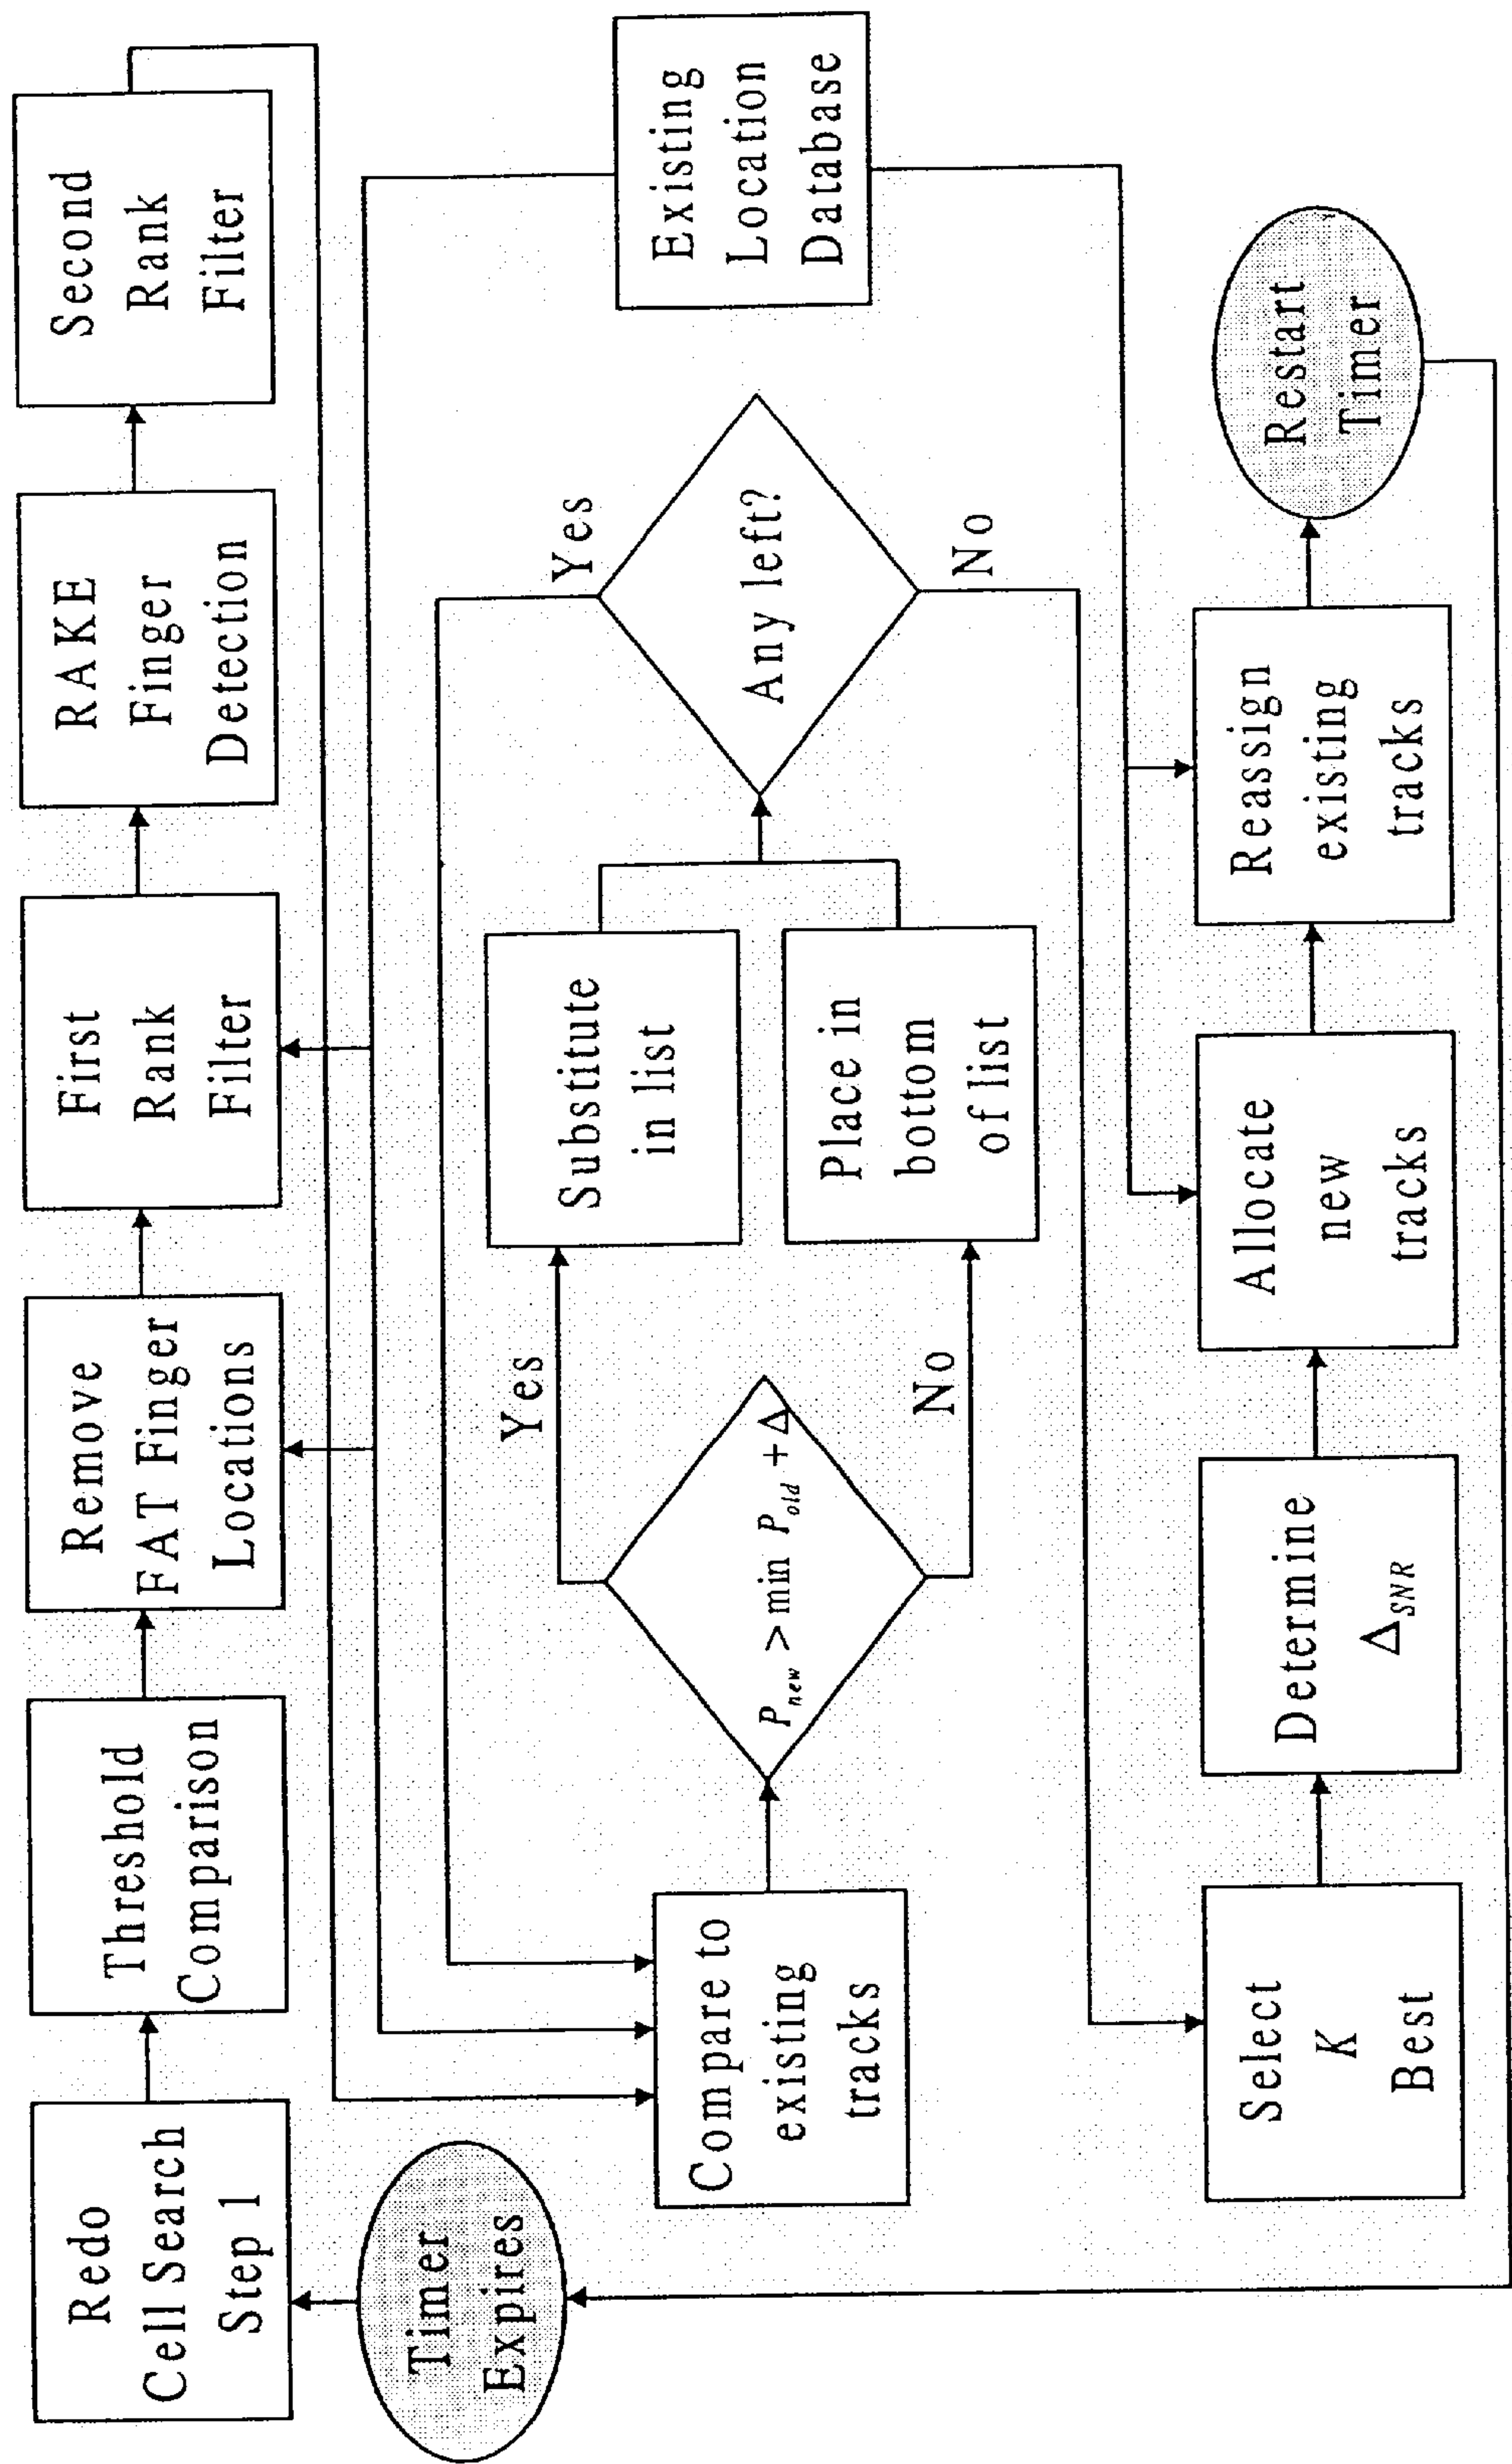 Redo
Cell Search
Step 1
Threshold
Comparison
Remove
FAT Finger
Locations
First
Rank
Filter
RAKE
Finger
Detection
Second
Rank
Filter
Timer
Expires
Compare to
existing
tracks
P_new > min P_old + Δ
Yes
No
Substitute
in list
Place in
bottom
of list
Any left?
Yes
No
Existing
Location
Database
Select
K
Best
Determine
Δ_SNR
Allocate
new
tracks
Reassign
existing
tracks
Restart
Timer